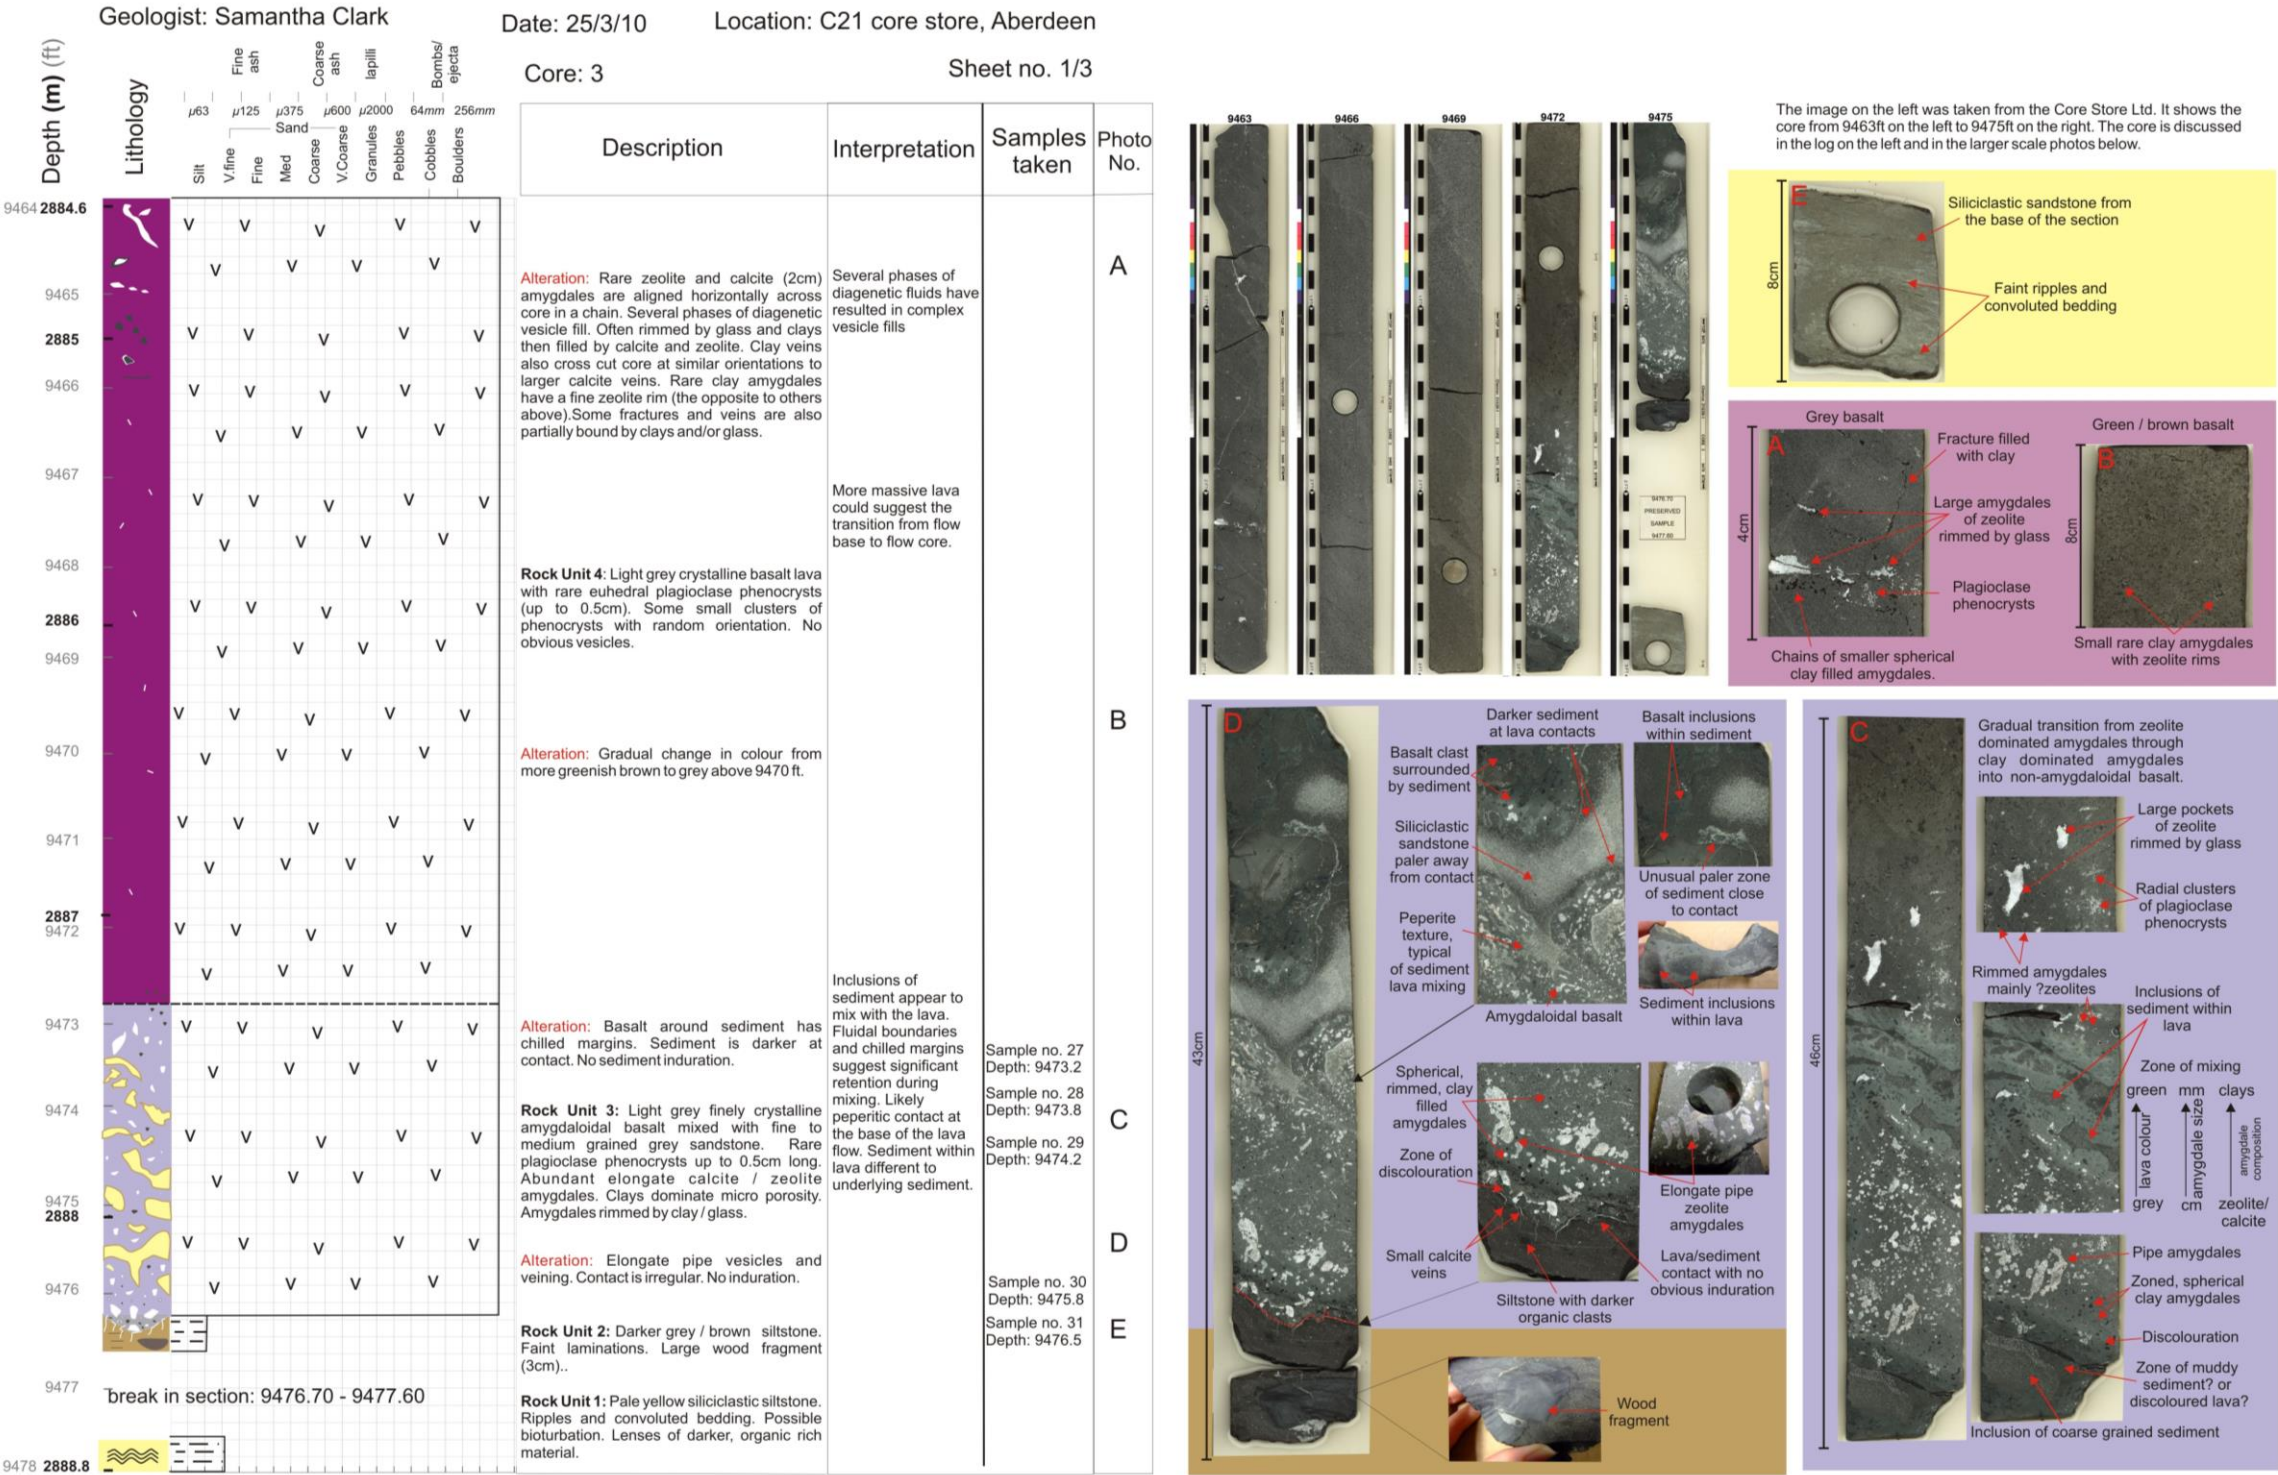 Geologist: Samantha Clark
Date: 25/3/10
Location: C21 core store, Aberdeen
Core: 3
Sheet no. 1/3
Depth (m) (ft)
Lithology
Fine
ash
Coarse
ash
lapilli
Bombs/
ejecta
µ63
µ125
µ375
µ600
µ2000
64mm
256mm
Sand
Silt
V.fine
Fine
Med
Coarse
V.Coarse
Granules
Pebbles
Cobbles
Boulders
Description
Interpretation
Samples
taken
Photo
No.
9464 2884.6
9465
2885
9466
9467
9468
2886
9469
9470
9471
2887
9472
9473
9474
9475
2888
9476
9477
9478 2888.8
break in section: 9476.70 - 9477.60
Alteration: Rare zeolite and calcite (2cm)
amygdales are aligned horizontally across
core in a chain. Several phases of diagenetic
vesicle fill. Often rimmed by glass and clays
then filled by calcite and zeolite. Clay veins
also cross cut core at similar orientations to
larger calcite veins. Rare clay amygdales
have a fine zeolite rim (the opposite to others
above).Some fractures and veins are also
partially bound by clays and/or glass.
Rock Unit 4: Light grey crystalline basalt lava
with rare euhedral plagioclase phenocrysts
(up to 0.5cm). Some small clusters of
phenocrysts with random orientation. No
obvious vesicles.
Alteration: Gradual change in colour from
more greenish brown to grey above 9470 ft.
Alteration: Basalt around sediment has
chilled margins. Sediment is darker at
contact. No sediment induration.
Rock Unit 3: Light grey finely crystalline
amygdaloidal basalt mixed with fine to
medium grained grey sandstone. Rare
plagioclase phenocrysts up to 0.5cm long.
Abundant elongate calcite / zeolite
amygdales. Clays dominate micro porosity.
Amygdales rimmed by clay / glass.
Alteration: Elongate pipe vesicles and
veining. Contact is irregular. No induration.
Rock Unit 2: Darker grey / brown siltstone.
Faint laminations. Large wood fragment
(3cm)..
Rock Unit 1: Pale yellow siliciclastic siltstone.
Ripples and convoluted bedding. Possible
bioturbation. Lenses of darker, organic rich
material.
Several phases of
diagenetic fluids have
resulted in complex
vesicle fills
More massive lava
could suggest the
transition from flow
base to flow core.
Inclusions of
sediment appear to
mix with the lava.
Fluidal boundaries
and chilled margins
suggest significant
retention during
mixing. Likely
peperitic contact at
the base of the lava
flow. Sediment within
lava different to
underlying sediment.
Sample no. 27
Depth: 9473.2
Sample no. 28
Depth: 9473.8
Sample no. 29
Depth: 9474.2
Sample no. 30
Depth: 9475.8
Sample no. 31
Depth: 9476.5
A
B
C
D
E
9463
9466
9469
9472
9475
9476.70
PRESERVED
SAMPLE
9477.60
The image on the left was taken from the Core Store Ltd. It shows the
core from 9463ft on the left to 9475ft on the right. The core is discussed
in the log on the left and in the larger scale photos below.
E
8cm
Siliciclastic sandstone from
the base of the section
Faint ripples and
convoluted bedding
Grey basalt
A
4cm
Fracture filled
with clay
Large amygdales
of zeolite
rimmed by glass
Plagioclase
phenocrysts
Chains of smaller spherical
clay filled amygdales.
Green / brown basalt
B
8cm
Small rare clay amygdales
with zeolite rims
D
43cm
Darker sediment
at lava contacts
Basalt clast
surrounded
by sediment
Siliciclastic
sandstone
paler away
from contact
Peperite
texture,
typical
of sediment
lava mixing
Amygdaloidal basalt
Basalt inclusions
within sediment
Unusual paler zone
of sediment close
to contact
Sediment inclusions
within lava
Spherical,
rimmed, clay
filled
amygdales
Zone of
discolouration
Small calcite
veins
Elongate pipe
zeolite
amygdales
Lava/sediment
contact with no
obvious induration
Siltstone with darker
organic clasts
Wood
fragment
C
46cm
Gradual transition from zeolite
dominated amygdales through
clay dominated amygdales
into non-amygdaloidal basalt.
Large pockets
of zeolite
rimmed by glass
Radial clusters
of plagioclase
phenocrysts
Rimmed amygdales
mainly ?zeolites
Inclusions of
sediment within
lava
Zone of mixing
green mm clays
lava colour
amygdale size
amygdale
composition
grey cm zeolite/
calcite
Pipe amygdales
Zoned, spherical
clay amygdales
Discolouration
Zone of muddy
sediment? or
discoloured lava?
Inclusion of coarse grained sediment